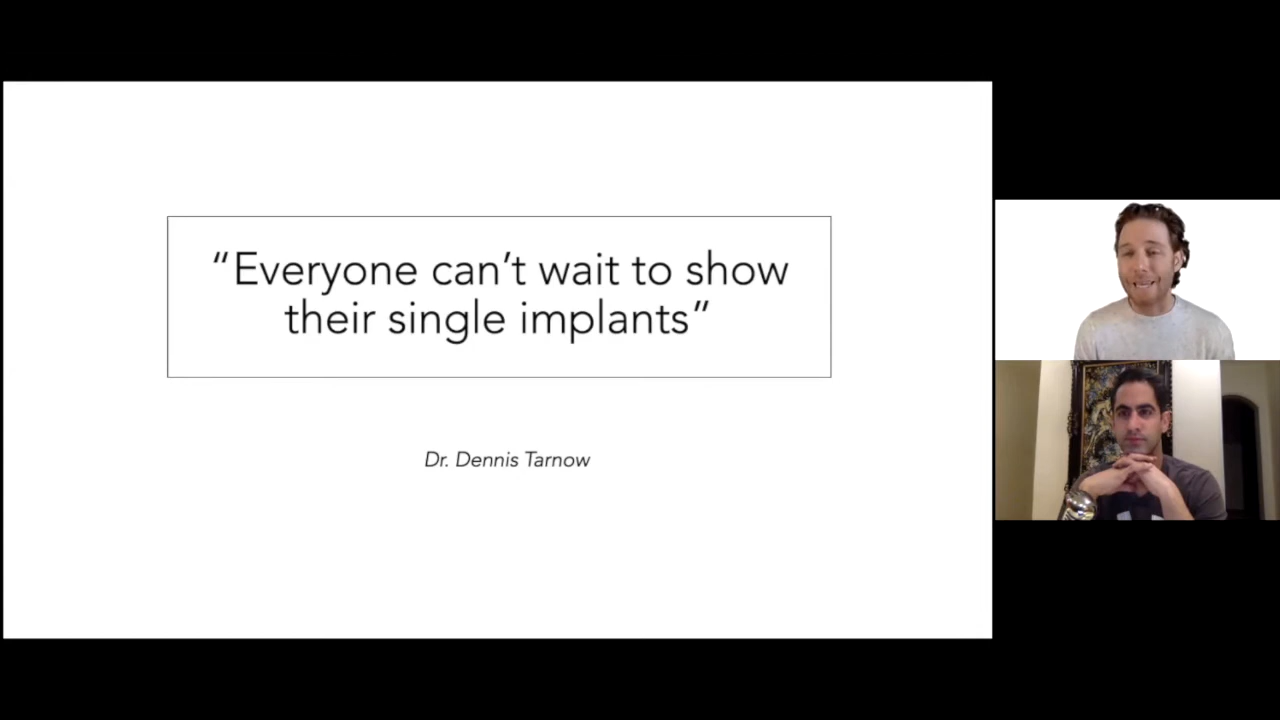 “Everyone can’t wait to show
their single implants”
Dr. Dennis Tarnow